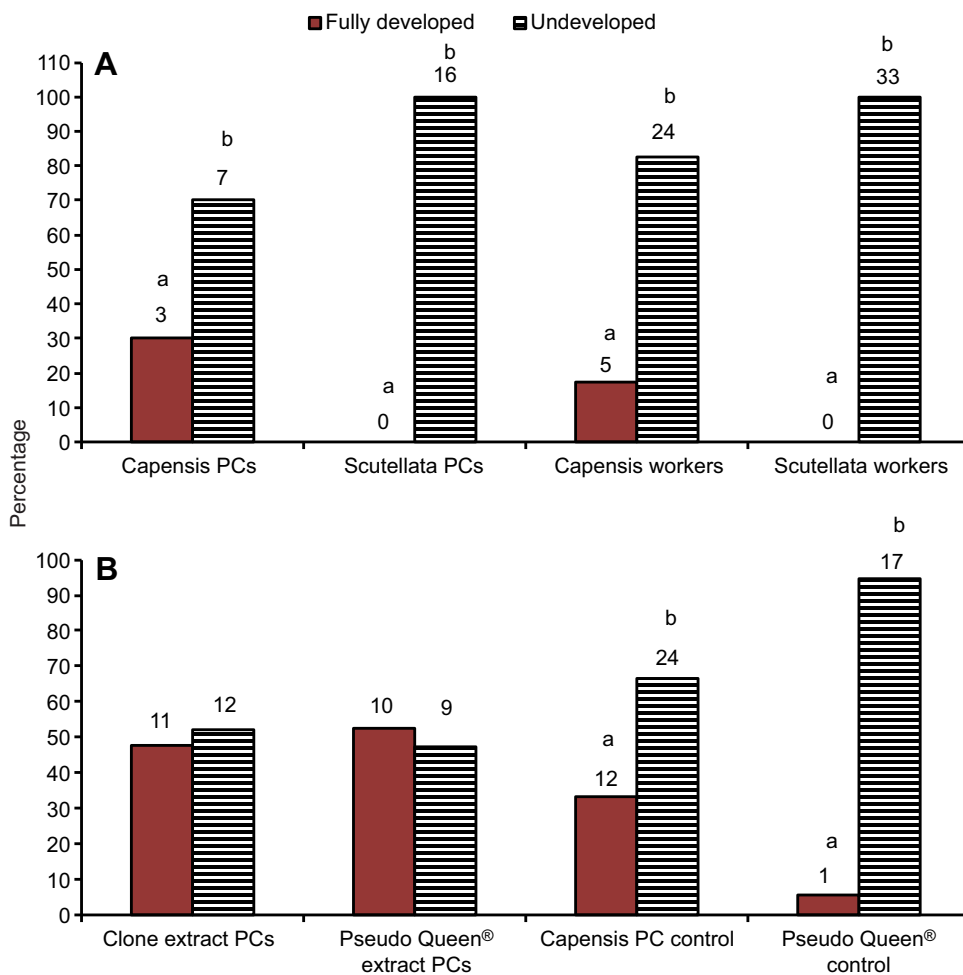 Fully developed Undeveloped
A
110
100
90
80
70
60
50
40
30
20
10
0
a
3
b
7
a
0
b
16
a
5
b
24
a
0
b
33
Capensis PCs Scutellata PCs Capensis workers Scutellata workers
Percentage
B
100
90
80
70
60
50
40
30
20
10
0
11
12
10
9
a
12
b
24
a
1
b
17
Clone extract PCs Pseudo Queen® Capensis PC control Pseudo Queen®
extract PCs control